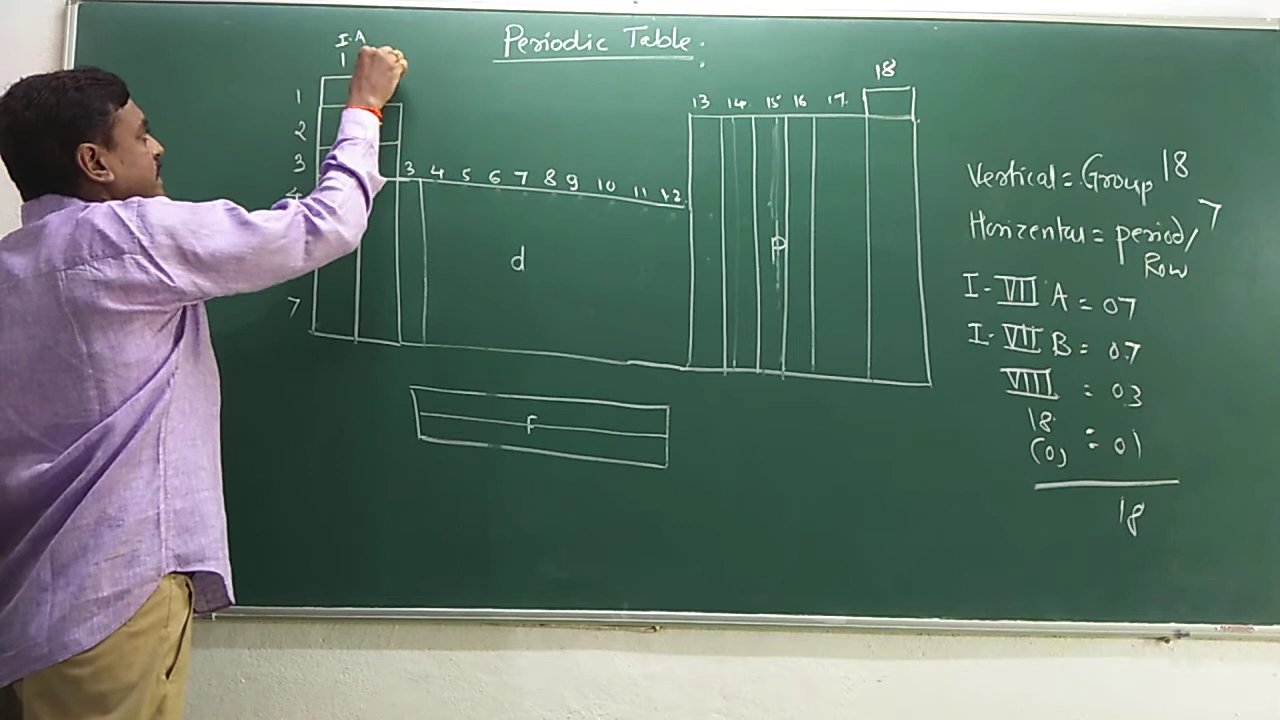 Periodic Table.
I.A
1
18
13 14 15 16 17
1
2
3
3 4 5 6 7 8 9 10 11 12
4
7
d
p
f
Vertical = Group 18
Horizental = period/ 7
Row
I - VII A = 07
I - VII B = 07
VIII = 03
18
(0) = 01
18